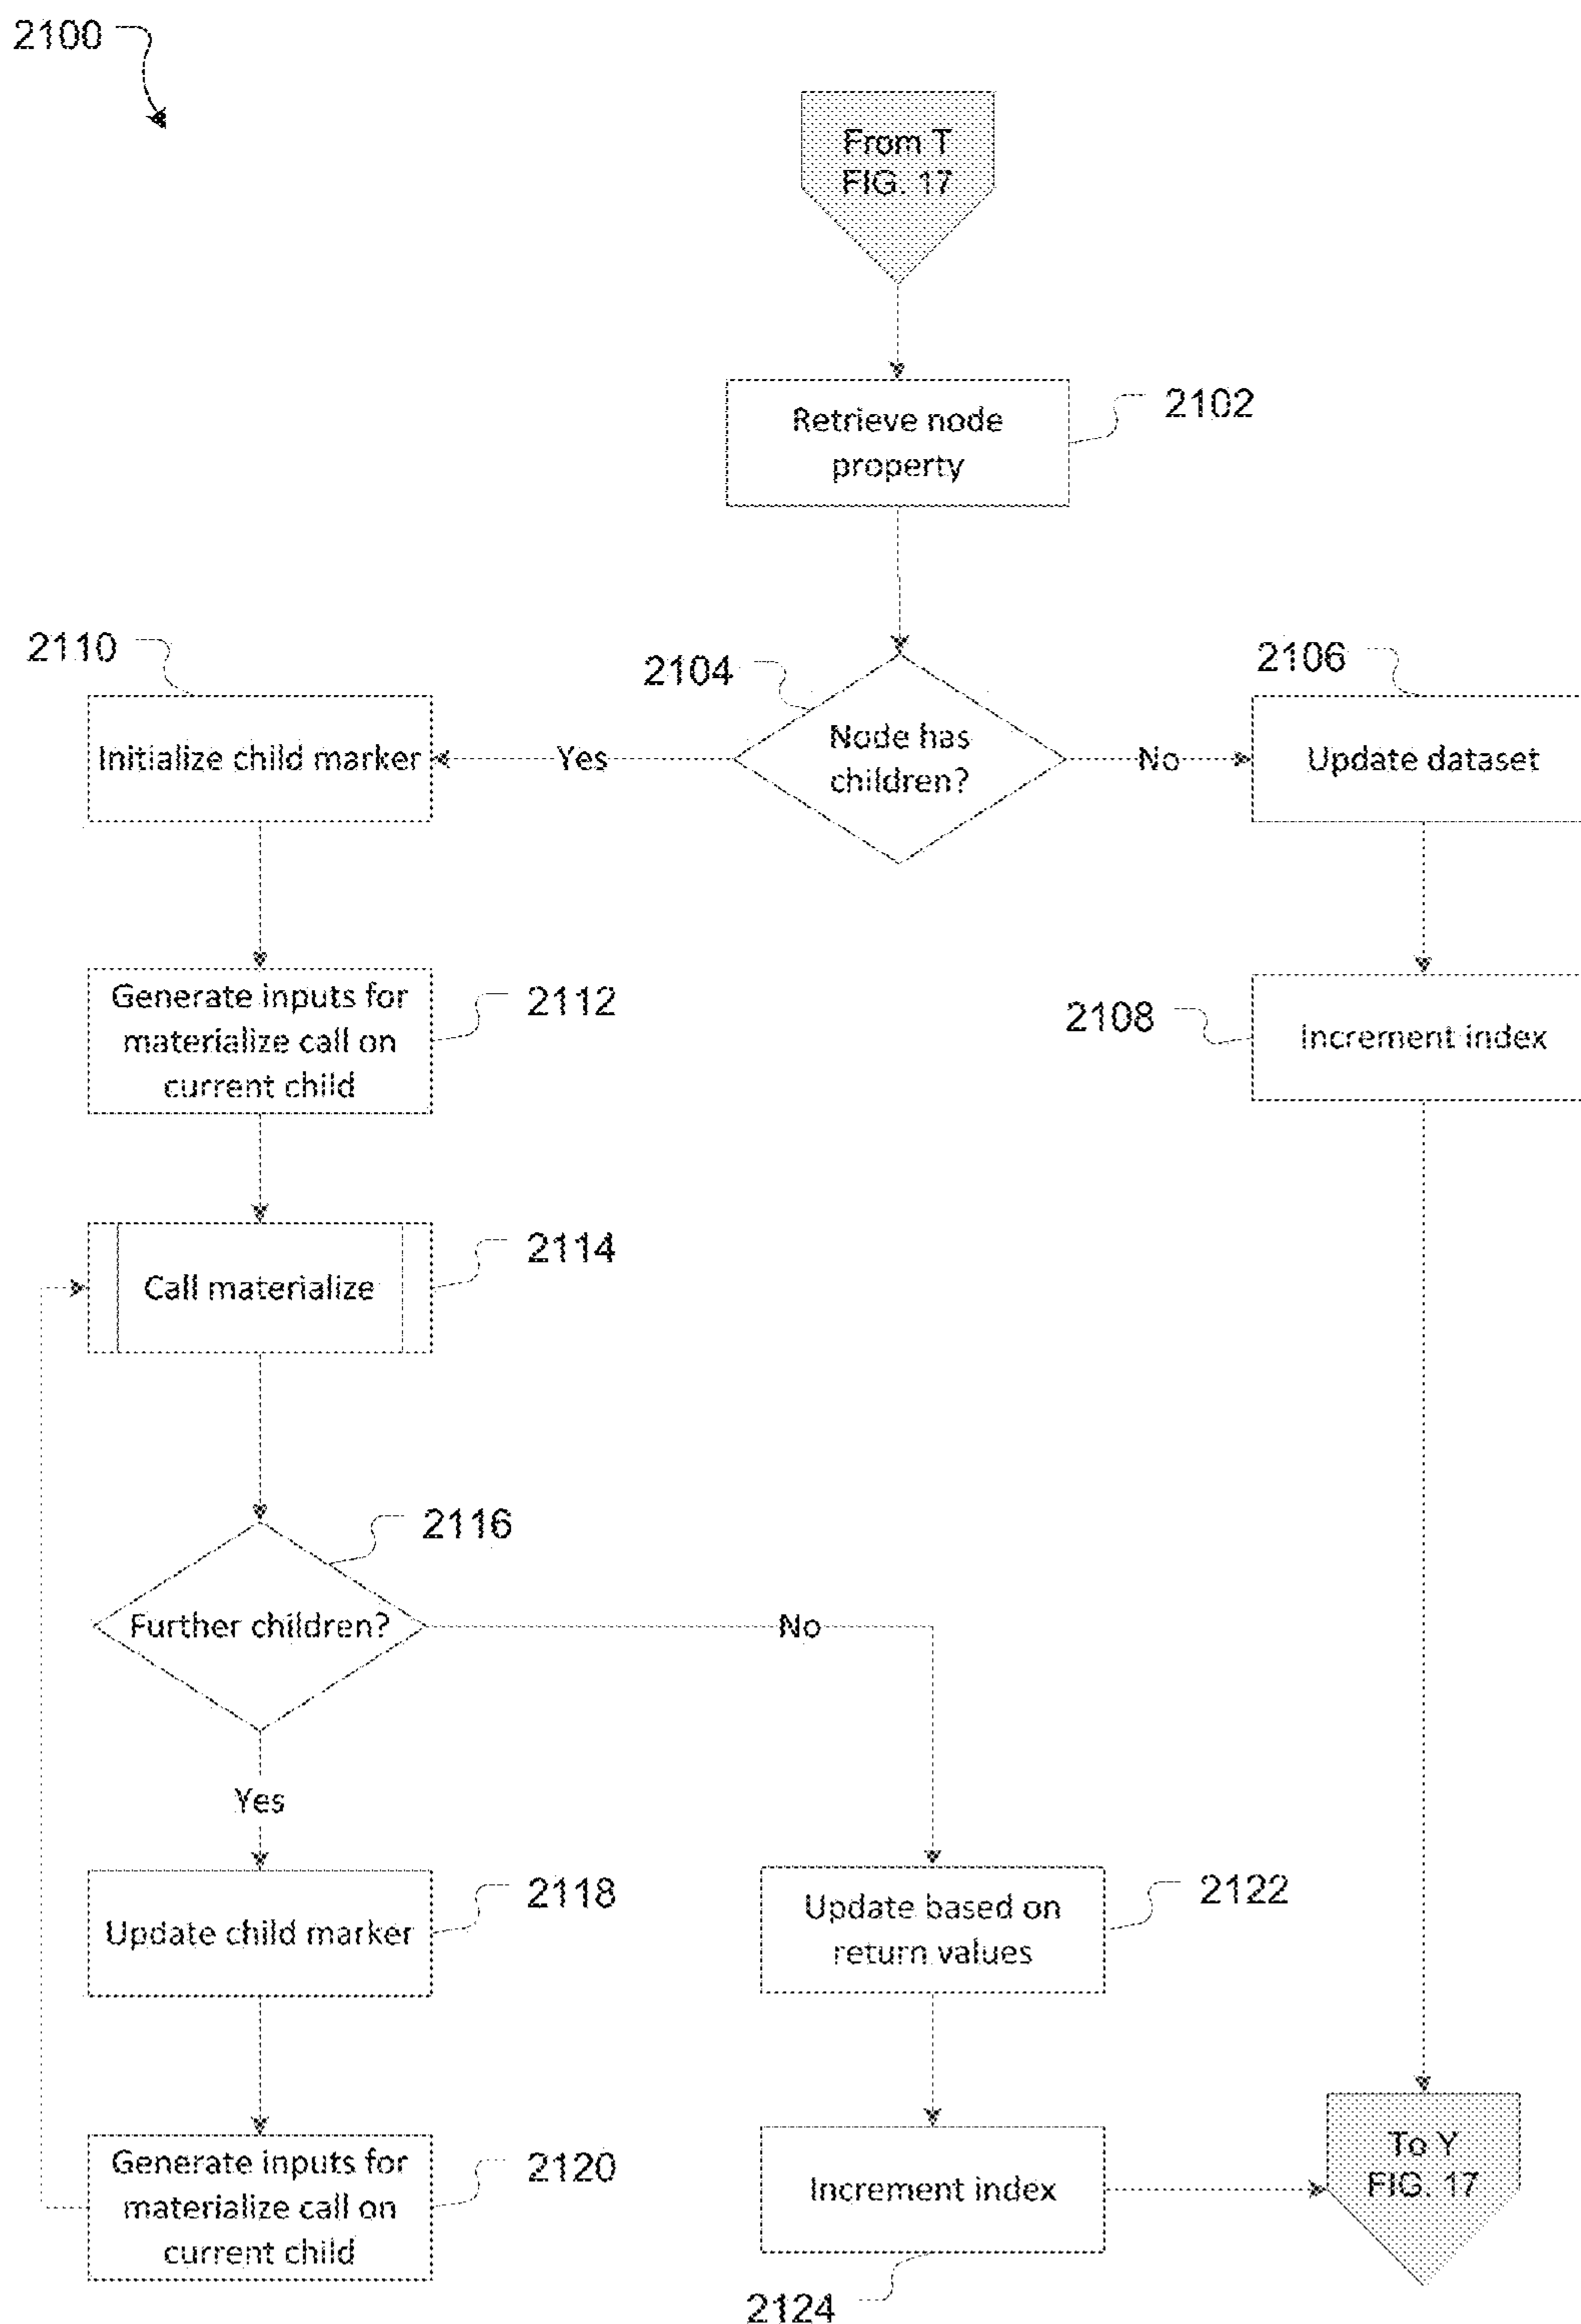 2100
From T
FIG. 17
Retrieve node
property
2102
2110
2104
2106
Initialize child marker
Yes
Node has
children?
No
Update dataset
Generate inputs for
materialize call on
current child
2112
2108
Increment index
Call materialize
2114
2116
Further children?
No
Yes
Update child marker
2118
Update based on
return values
2122
Generate inputs for
materialize call on
current child
2120
Increment index
To Y
FIG. 17
2124